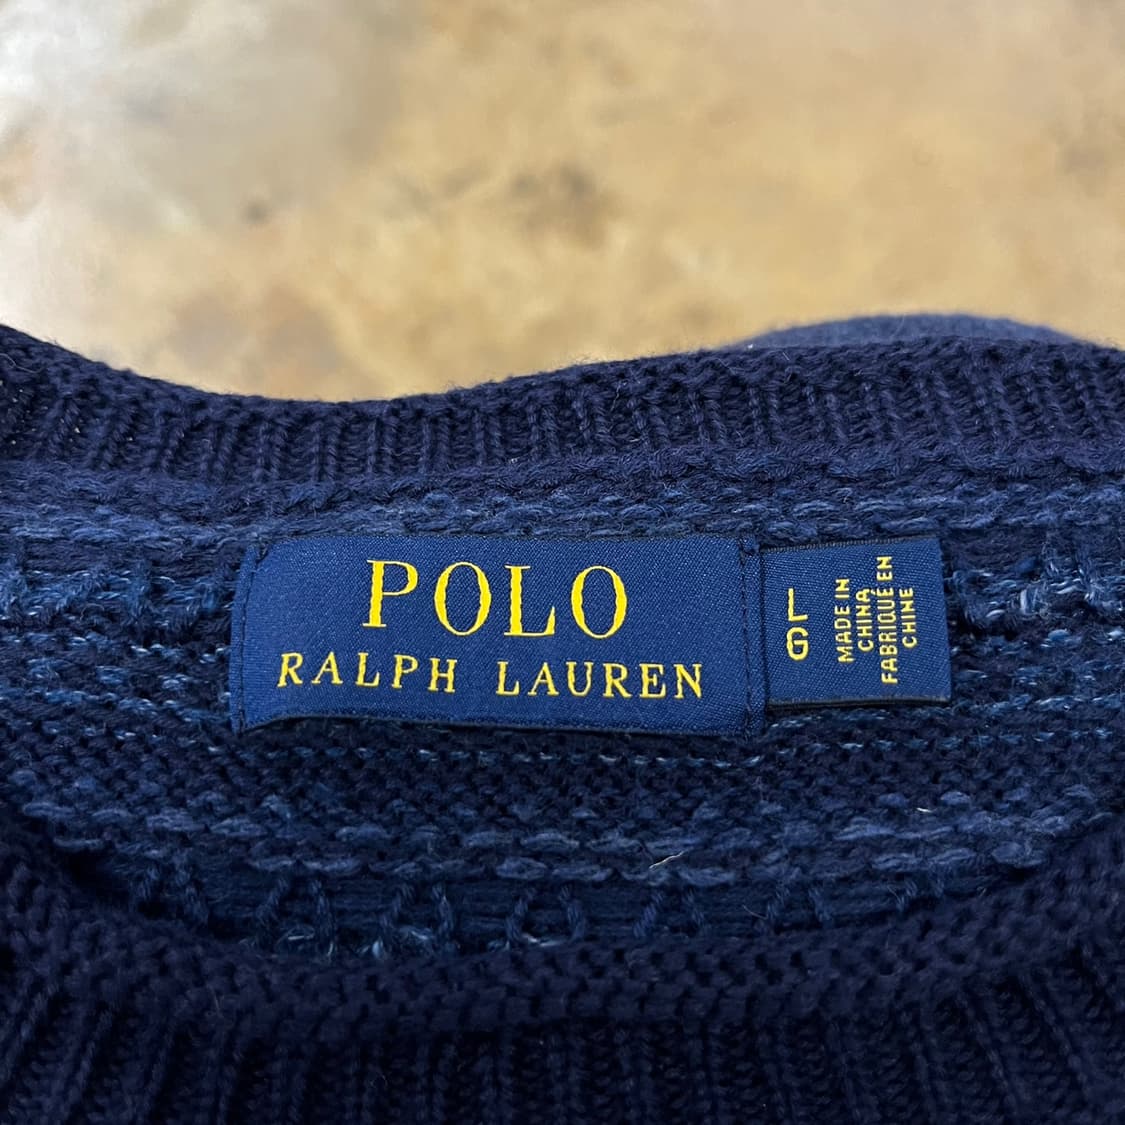 POLO
RALPH LAUREN
L
G
MADE IN
CHINA
FABRIQUÉ EN
CHINE